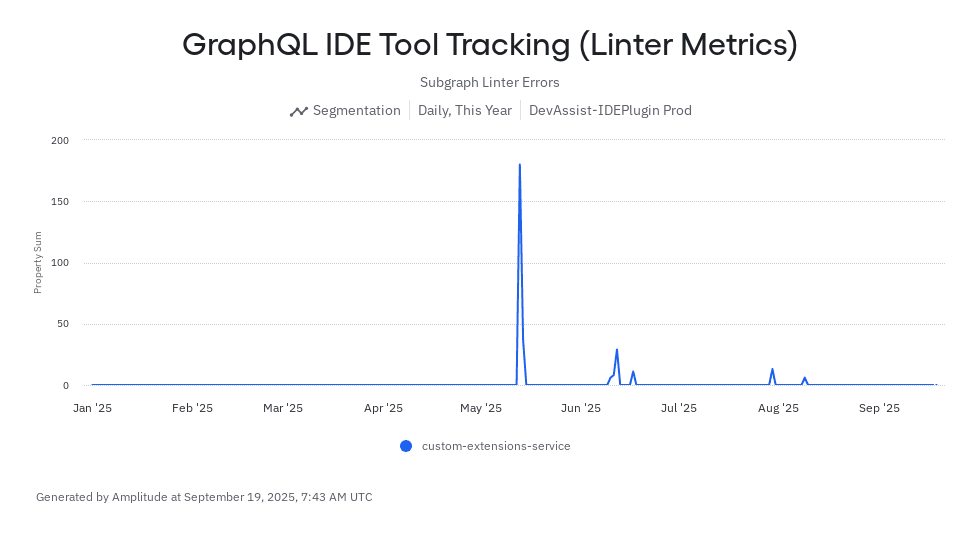 GraphQL IDE Tool Tracking (Linter Metrics)
Subgraph Linter Errors
Segmentation Daily, This Year DevAssist-IDEPlugin Prod
Property Sum
200
150
100
50
0
Jan '25 Feb '25 Mar '25 Apr '25 May '25 Jun '25 Jul '25 Aug '25 Sep '25
custom-extensions-service
Generated by Amplitude at September 19, 2025, 7:43 AM UTC